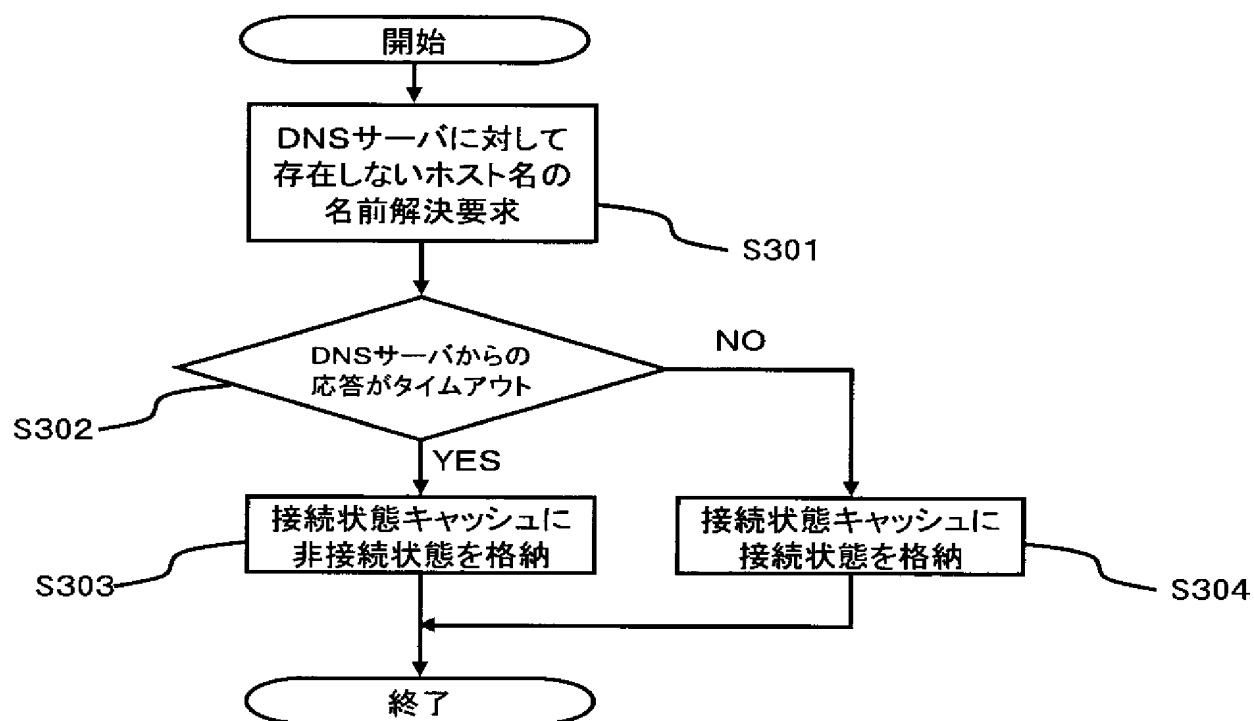 開始
DNSサーバに対して
存在しないホスト名の
名前解決要求
S301
DNSサーバからの
応答がタイムアウト
NO
S302
YES
接続状態キャッシュに
非接続状態を格納
接続状態キャッシュに
接続状態を格納
S303
S304
終了